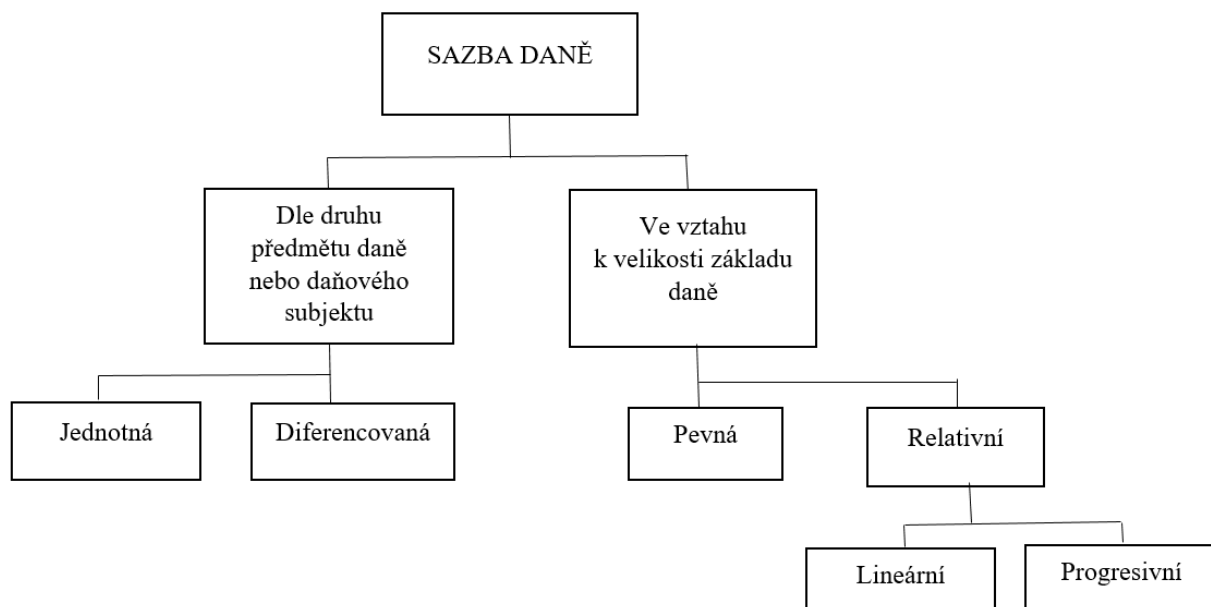 SAZBA DANĚ
Dle druhu
předmětu daně
nebo daňového
subjektu
Ve vztahu
k velikosti základu
daně
Jednotná
Diferencovaná
Pevná
Relativní
Lineární
Progresivní